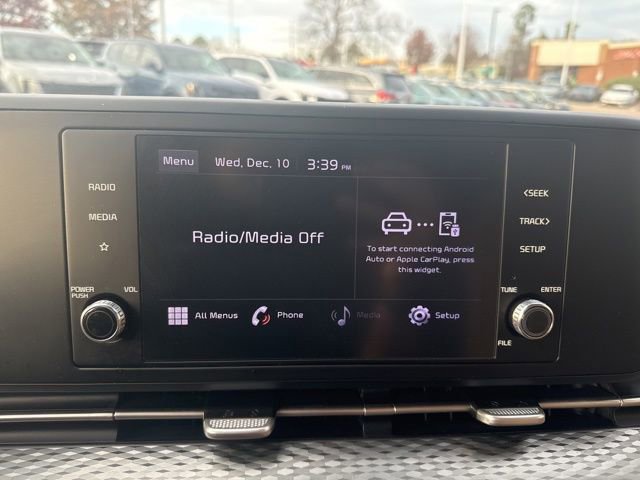 Menu Wed, Dec. 10 3:39 PM
RADIO
MEDIA
☆
POWER
PUSH
VOL
Radio/Media Off
To start connecting Android
Auto or Apple CarPlay, press
this widget.
All Menus Phone Media Setup
<SEEK
TRACK>
SETUP
TUNE ENTER
FILE